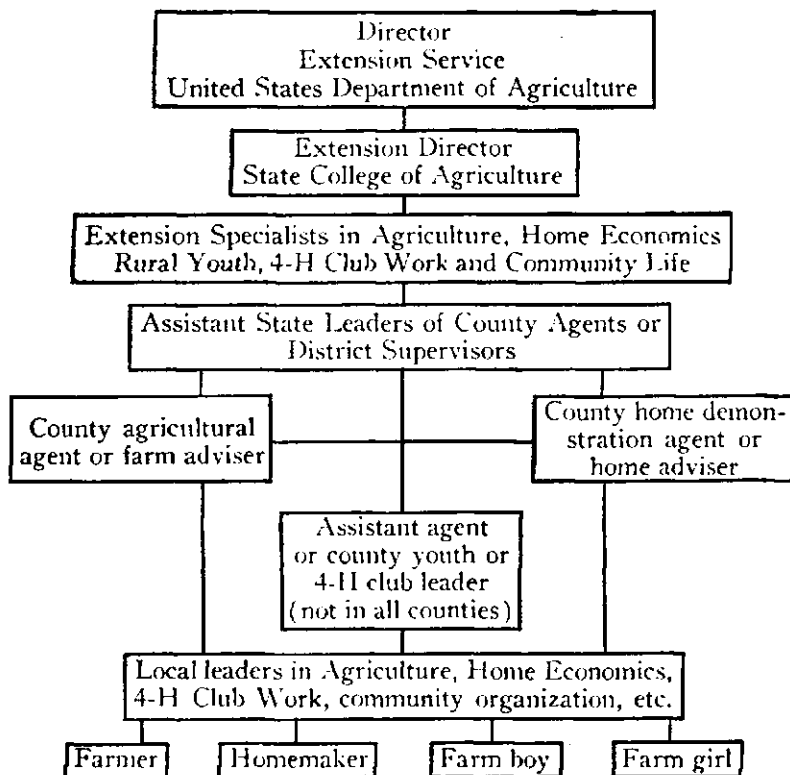 Director
Extension Service
United States Department of Agriculture
Extension Director
State College of Agriculture
Extension Specialists in Agriculture, Home Economics
Rural Youth, 4-H Club Work and Community Life
Assistant State Leaders of County Agents or
District Supervisors
County agricultural
agent or farm adviser
County home demon-
stration agent or
home adviser
Assistant agent
or county youth or
4-H club leader
(not in all counties)
Local leaders in Agriculture, Home Economics,
4-H Club Work, community organization, etc.
Farmer
Homemaker
Farm boy
Farm girl